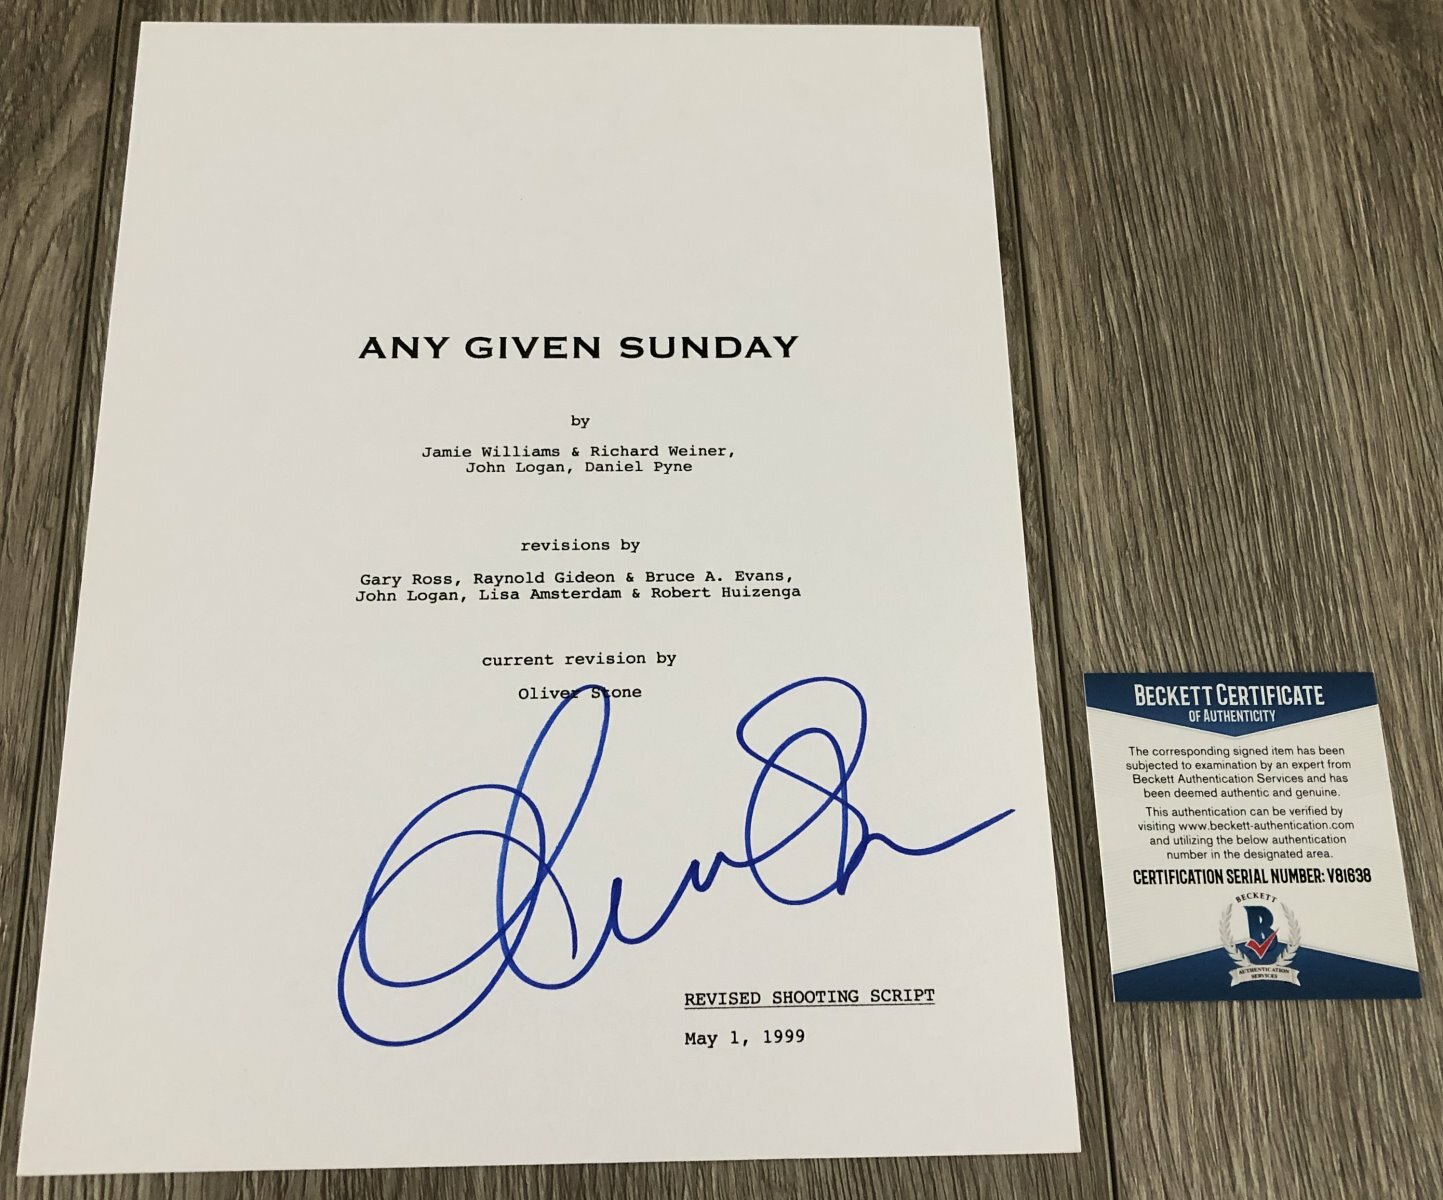 ANY GIVEN SUNDAY
by
Jamie Williams & Richard Weiner,
John Logan, Daniel Pyne
revisions by
Gary Ross, Raynold Gideon & Bruce A. Evans,
John Logan, Lisa Amsterdam & Robert Huizenga
current revision by
Oliver Stone
REVISED SHOOTING SCRIPT
May 1, 1999
BECKETT CERTIFICATE
OF AUTHENTICITY
The corresponding signed item has been
subjected to examination by an expert from
Beckett Authentication Services and has
been deemed authentic and genuine.
This authentication can be verified by
visiting www.beckett-authentication.com
and utilizing the below authentication
number in the designated area.
CERTIFICATION SERIAL NUMBER: V81638
BECKETT
B
AUTHENTICATION
SERVICES